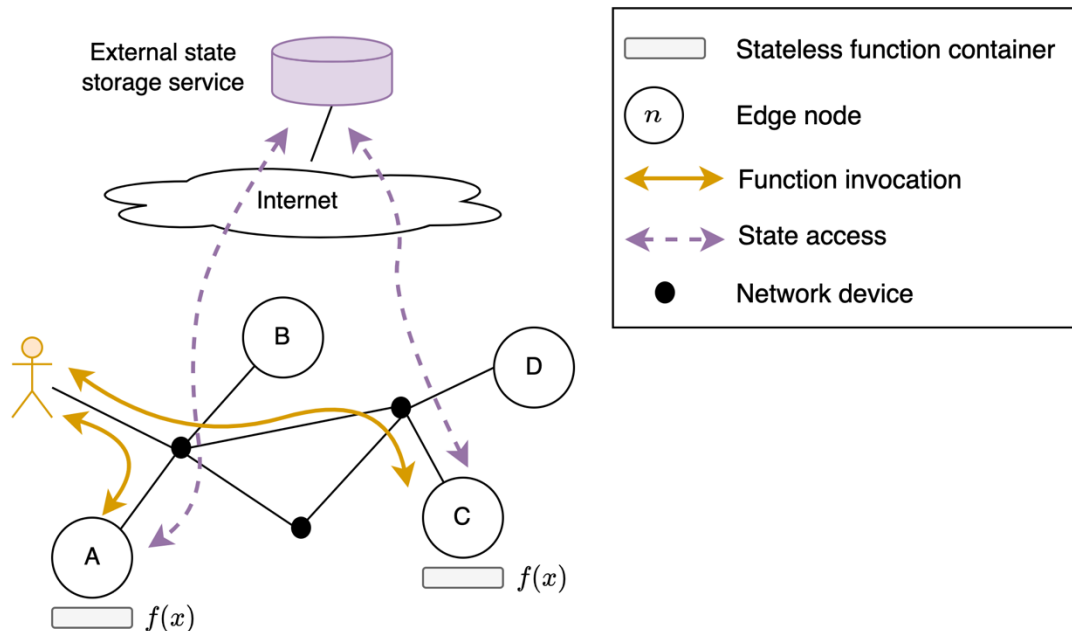 External state
storage service
Internet
B
D
A
C
f(x)
f(x)
Stateless function container
n
Edge node
Function invocation
State access
Network device